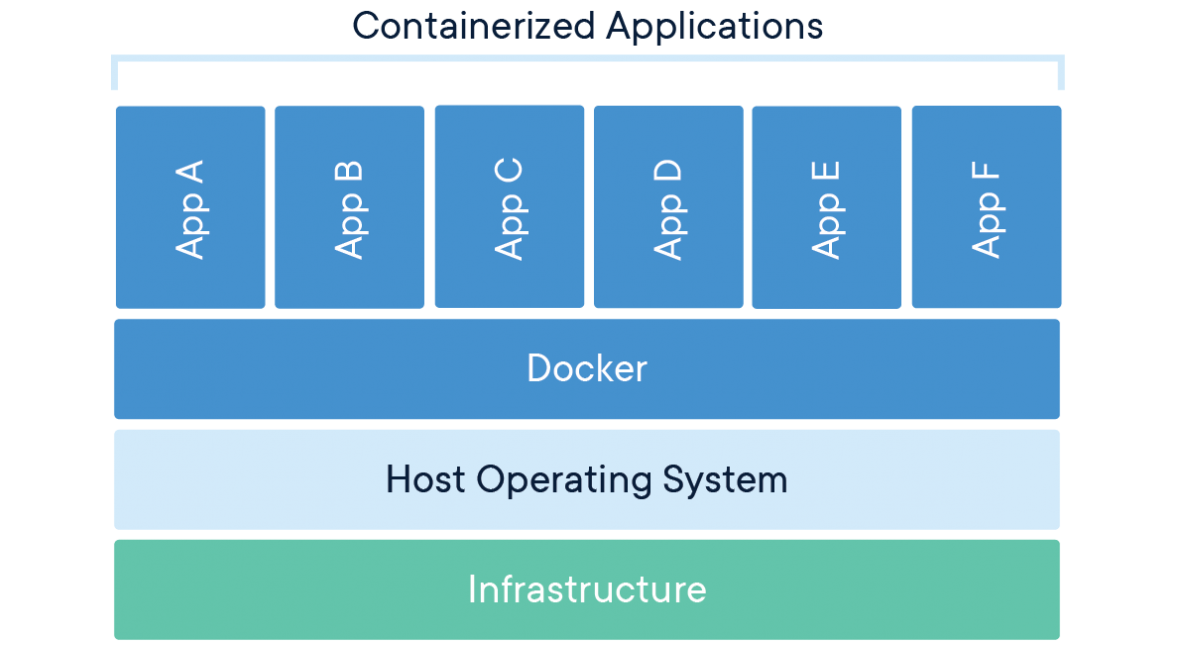 Containerized Applications
App A
App B
App C
App D
App E
App F
Docker
Host Operating System
Infrastructure